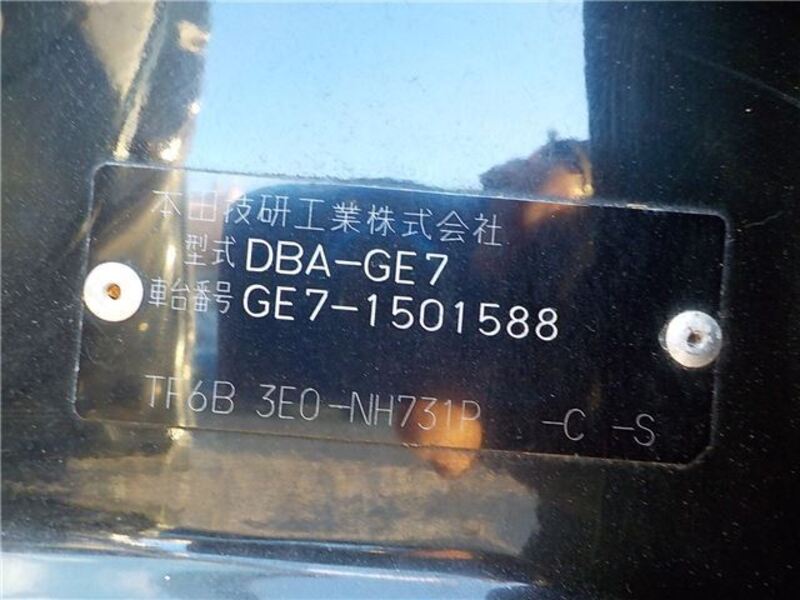 本田技研工業株式会社
型式 DBA-GE7
車台番号 GE7-1501588
TF6B 3E0-NH731P -C -S